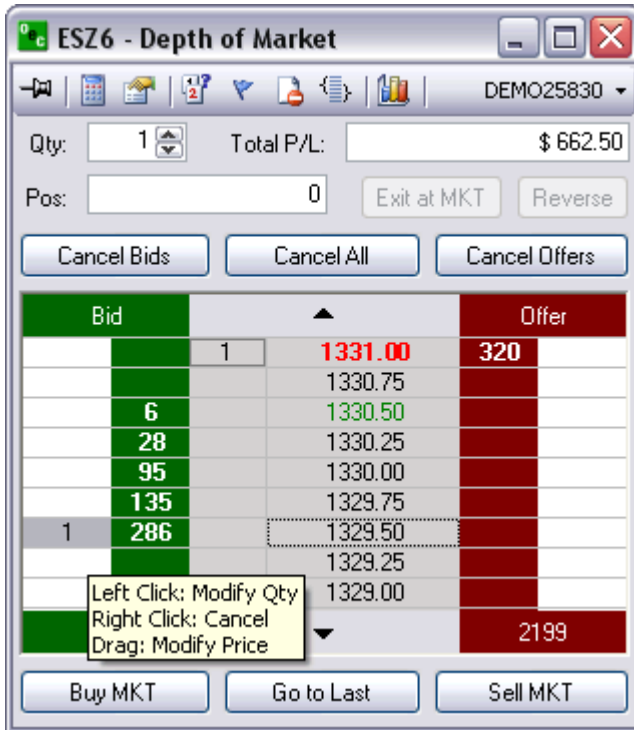 OeC ESZ6 - Depth of Market
2 ? DEMO25830
Qty: 1 Total P/L: $ 662.50
Pos: 0 Exit at MKT Reverse
Cancel Bids Cancel All Cancel Offers
Bid Offer
1 1331.00 320
1330.75
6 1330.50
28 1330.25
95 1330.00
135 1329.75
1 286 1329.50
1329.25
1329.00
Left Click: Modify Qty
Right Click: Cancel
Drag: Modify Price
2199
Buy MKT Go to Last Sell MKT